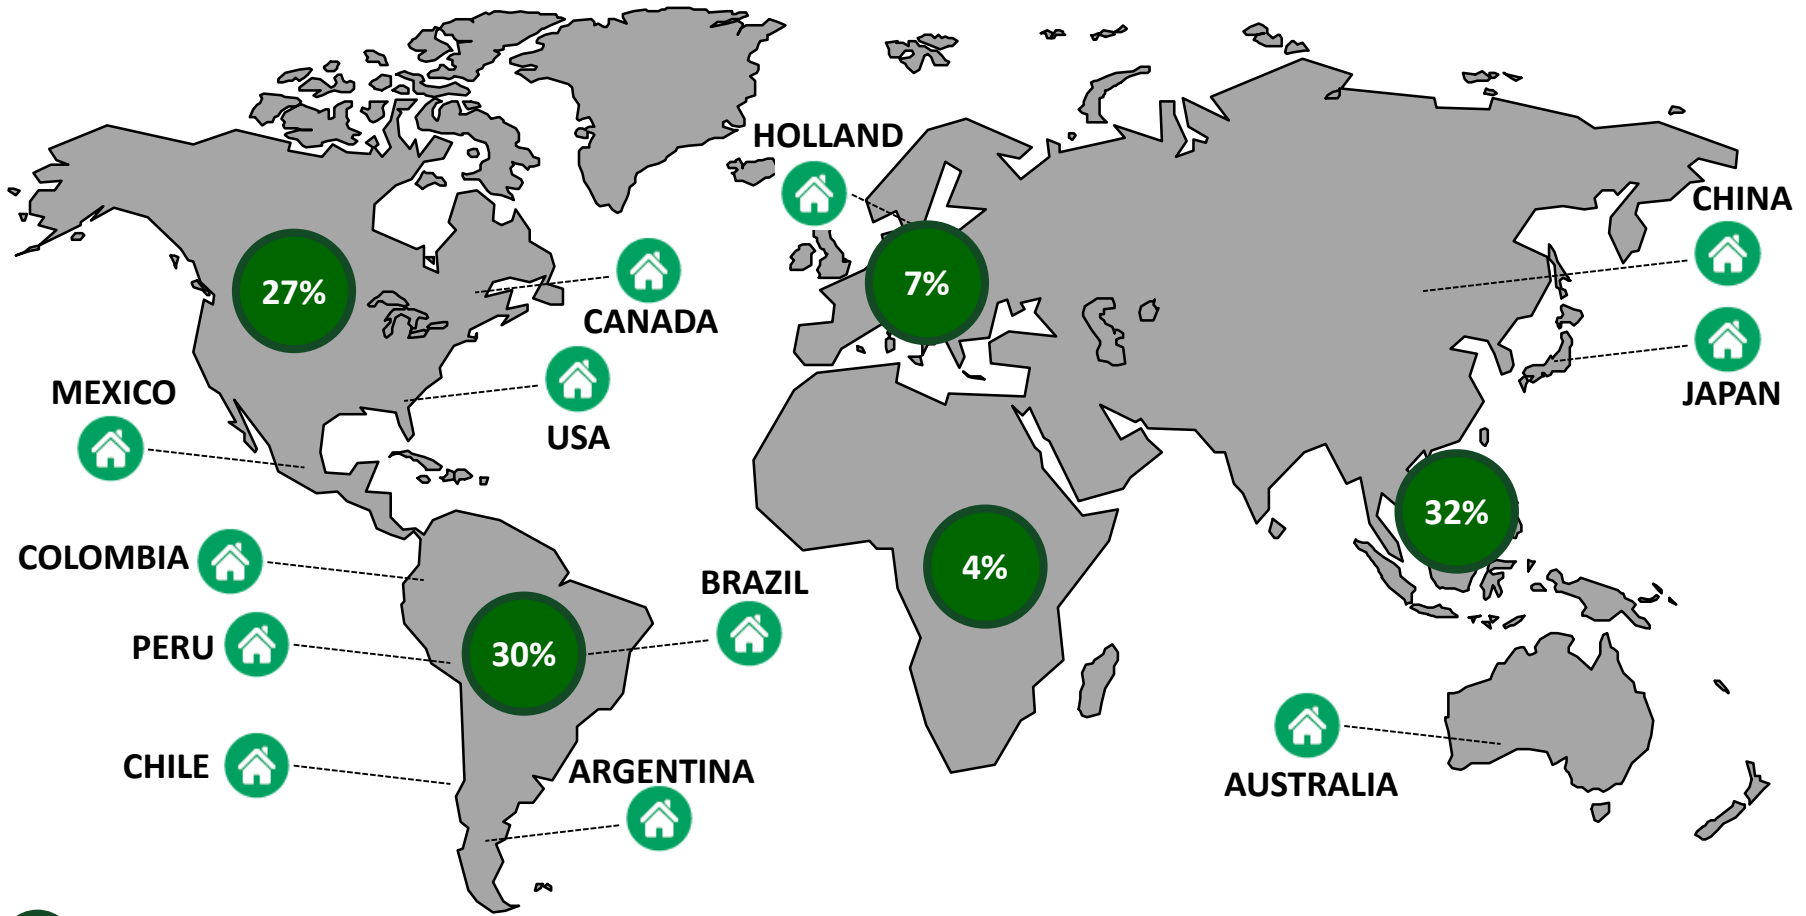 HOLLAND
CHINA
27%
7%
CANADA
JAPAN
MEXICO
USA
32%
COLOMBIA
4%
BRAZIL
PERU
30%
CHILE
ARGENTINA
AUSTRALIA